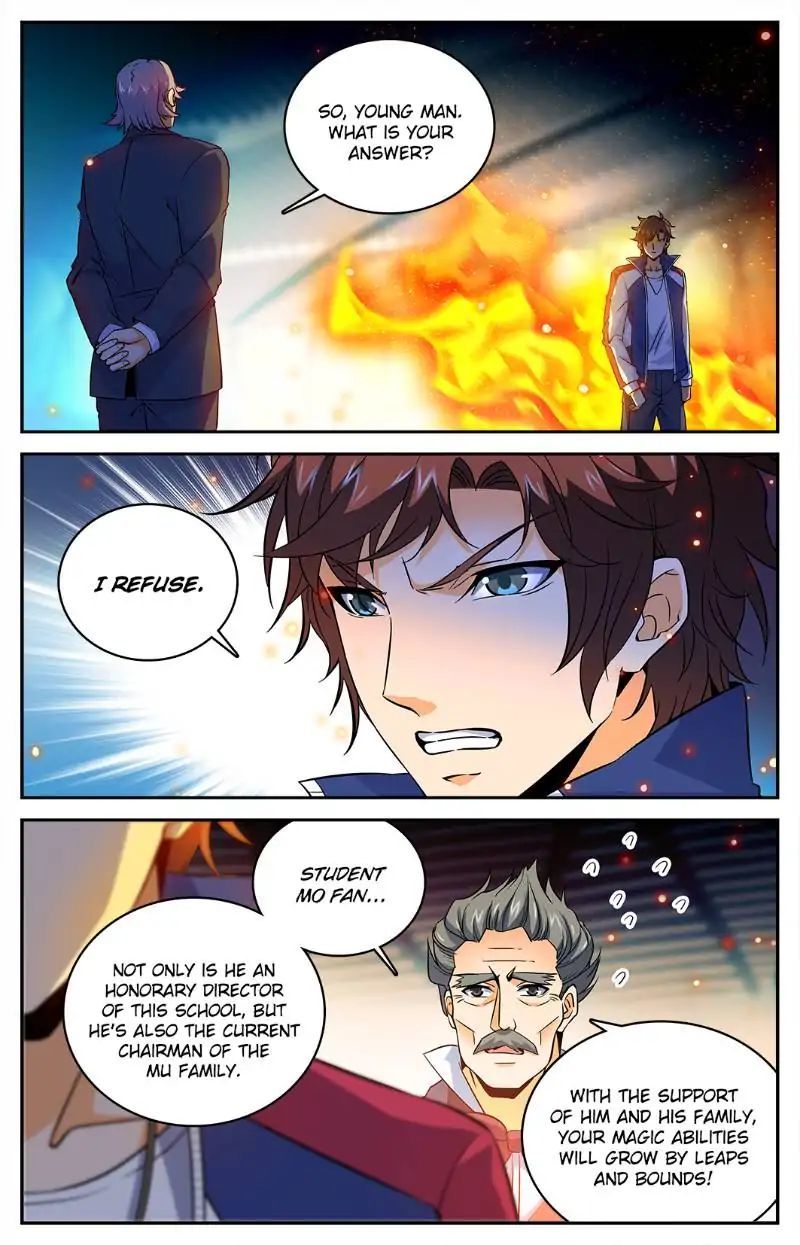 SO, YOUNG MAN.
WHAT IS YOUR
ANSWER?
I REFUSE.
STUDENT
MO FAN...
NOT ONLY IS HE AN
HONORARY DIRECTOR
OF THIS SCHOOL, BUT
HE'S ALSO THE CURRENT
CHAIRMAN OF THE
MU FAMILY.
WITH THE SUPPORT
OF HIM AND HIS FAMILY,
YOUR MAGIC ABILITIES
WILL GROW BY LEAPS
AND BOUNDS!